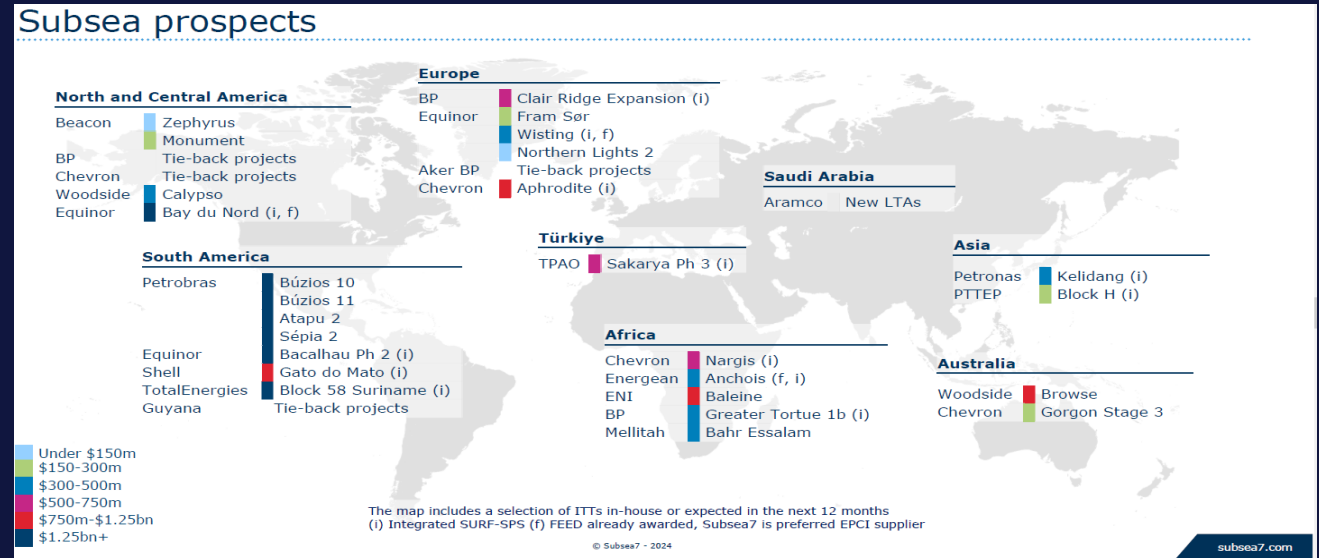 Subsea prospects
North and Central America
Beacon Zephyrus
Monument
BP Tie-back projects
Chevron Tie-back projects
Woodside Calypso
Equinor Bay du Nord (i, f)
Europe
BP Clair Ridge Expansion (i)
Equinor Fram Sør
Wisting (i, f)
Northern Lights 2
Aker BP Tie-back projects
Chevron Aphrodite (i)
Saudi Arabia
Aramco New LTAs
Türkiye
TPAO Sakarya Ph 3 (i)
Asia
Petronas Kelidang (i)
PTTEP Block H (i)
South America
Petrobras Búzios 10
Búzios 11
Atapu 2
Sépia 2
Equinor Bacalhau Ph 2 (i)
Shell Gato do Mato (i)
TotalEnergies Block 58 Suriname (i)
Guyana Tie-back projects
Africa
Chevron Nargis (i)
Energean Anchois (f, i)
ENI Baleine
BP Greater Tortue 1b (i)
Mellitah Bahr Essalam
Australia
Woodside Browse
Chevron Gorgon Stage 3
Under $150m
$150-300m
$300-500m
$500-750m
$750m-$1.25bn
$1.25bn+
The map includes a selection of ITTs in-house or expected in the next 12 months
(i) Integrated SURF-SPS (f) FEED already awarded, Subsea7 is preferred EPCI supplier
© Subsea7 - 2024
subsea7.com